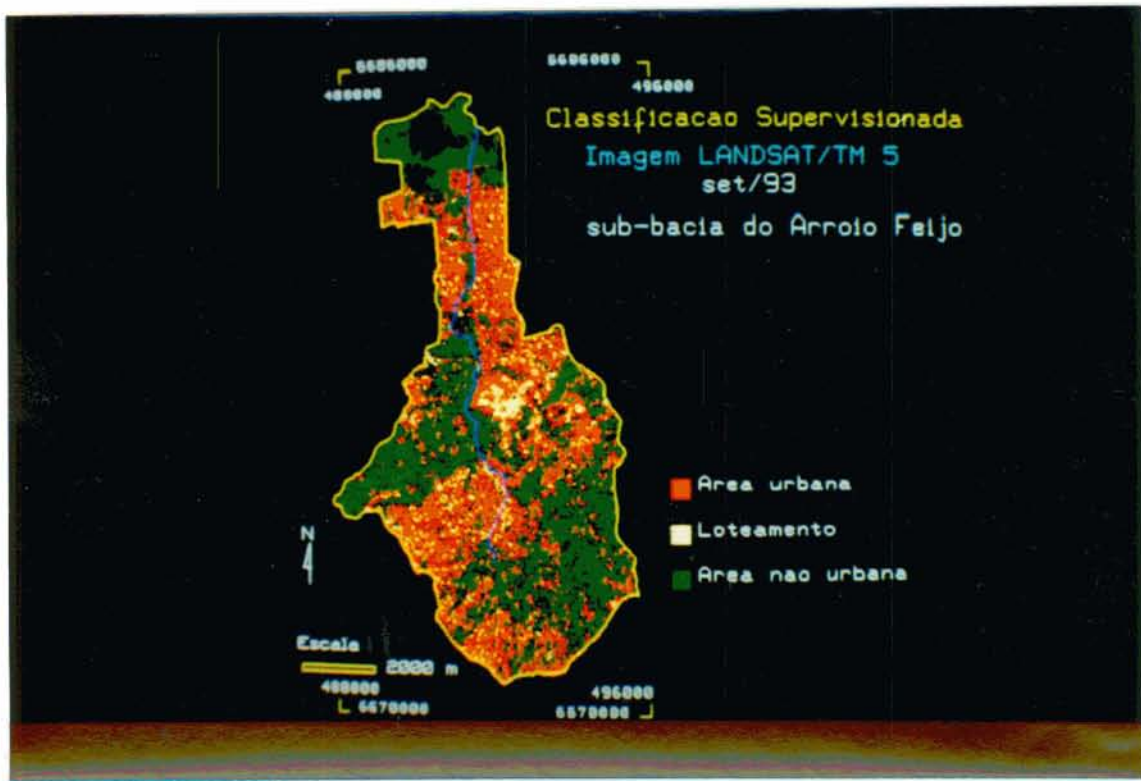 6686000 6686000
488000 496000
Classificacao Supervisionada
Imagem LANDSAT/TM 5
set/93
sub-bacia do Arroio Feijo
Area urbana
Loteamento
Area nao urbana
N
Escala
2000 m
488000 496000
6670000 6670000